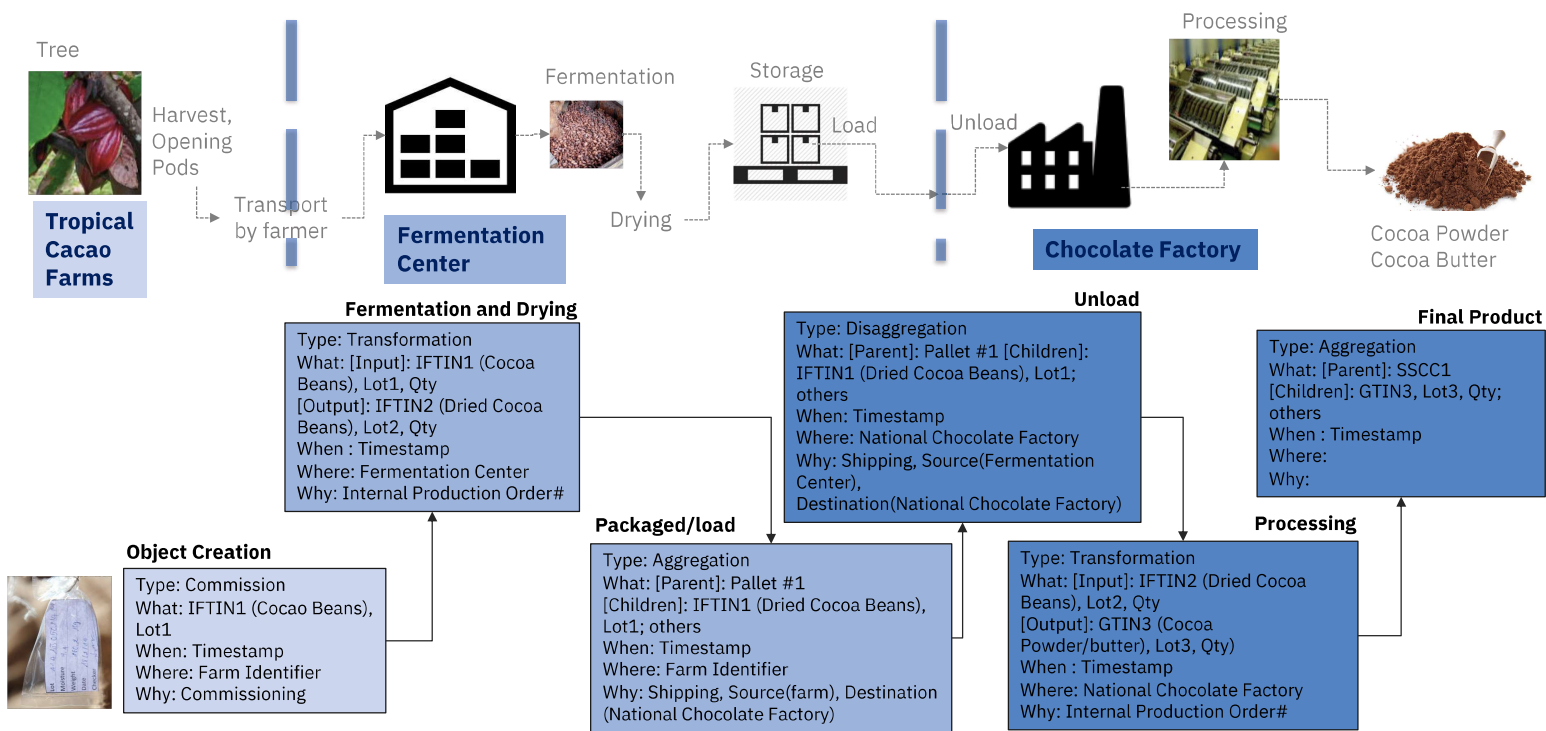 Tree
Harvest,
Opening
Pods
Tropical
Cacao
Farms
Transport
by farmer
Fermentation
Center
Fermentation
Drying
Storage
Load
Unload
Chocolate Factory
Processing
Cocoa Powder
Cocoa Butter
Object Creation
Type: Commission
What: IFTIN1 (Cocao Beans),
Lot1
When: Timestamp
Where: Farm Identifier
Why: Commissioning
Lot
Moisture
Weight
Date
Checker
Fermentation and Drying
Type: Transformation
What: [Input]: IFTIN1 (Cocoa
Beans), Lot1, Qty
[Output]: IFTIN2 (Dried Cocoa
Beans), Lot2, Qty
When : Timestamp
Where: Fermentation Center
Why: Internal Production Order#
Packaged/load
Type: Aggregation
What: [Parent]: Pallet #1
[Children]: IFTIN1 (Dried Cocoa Beans),
Lot1; others
When: Timestamp
Where: Farm Identifier
Why: Shipping, Source(farm), Destination
(National Chocolate Factory)
Unload
Type: Disaggregation
What: [Parent]: Pallet #1 [Children]:
IFTIN1 (Dried Cocoa Beans), Lot1;
others
When: Timestamp
Where: National Chocolate Factory
Why: Shipping, Source(Fermentation
Center),
Destination(National Chocolate Factory)
Processing
Type: Transformation
What: [Input]: IFTIN2 (Dried Cocoa
Beans), Lot2, Qty
[Output]: GTIN3 (Cocoa
Powder/butter), Lot3, Qty)
When : Timestamp
Where: National Chocolate Factory
Why: Internal Production Order#
Final Product
Type: Aggregation
What: [Parent]: SSCC1
[Children]: GTIN3, Lot3, Qty;
others
When : Timestamp
Where:
Why: